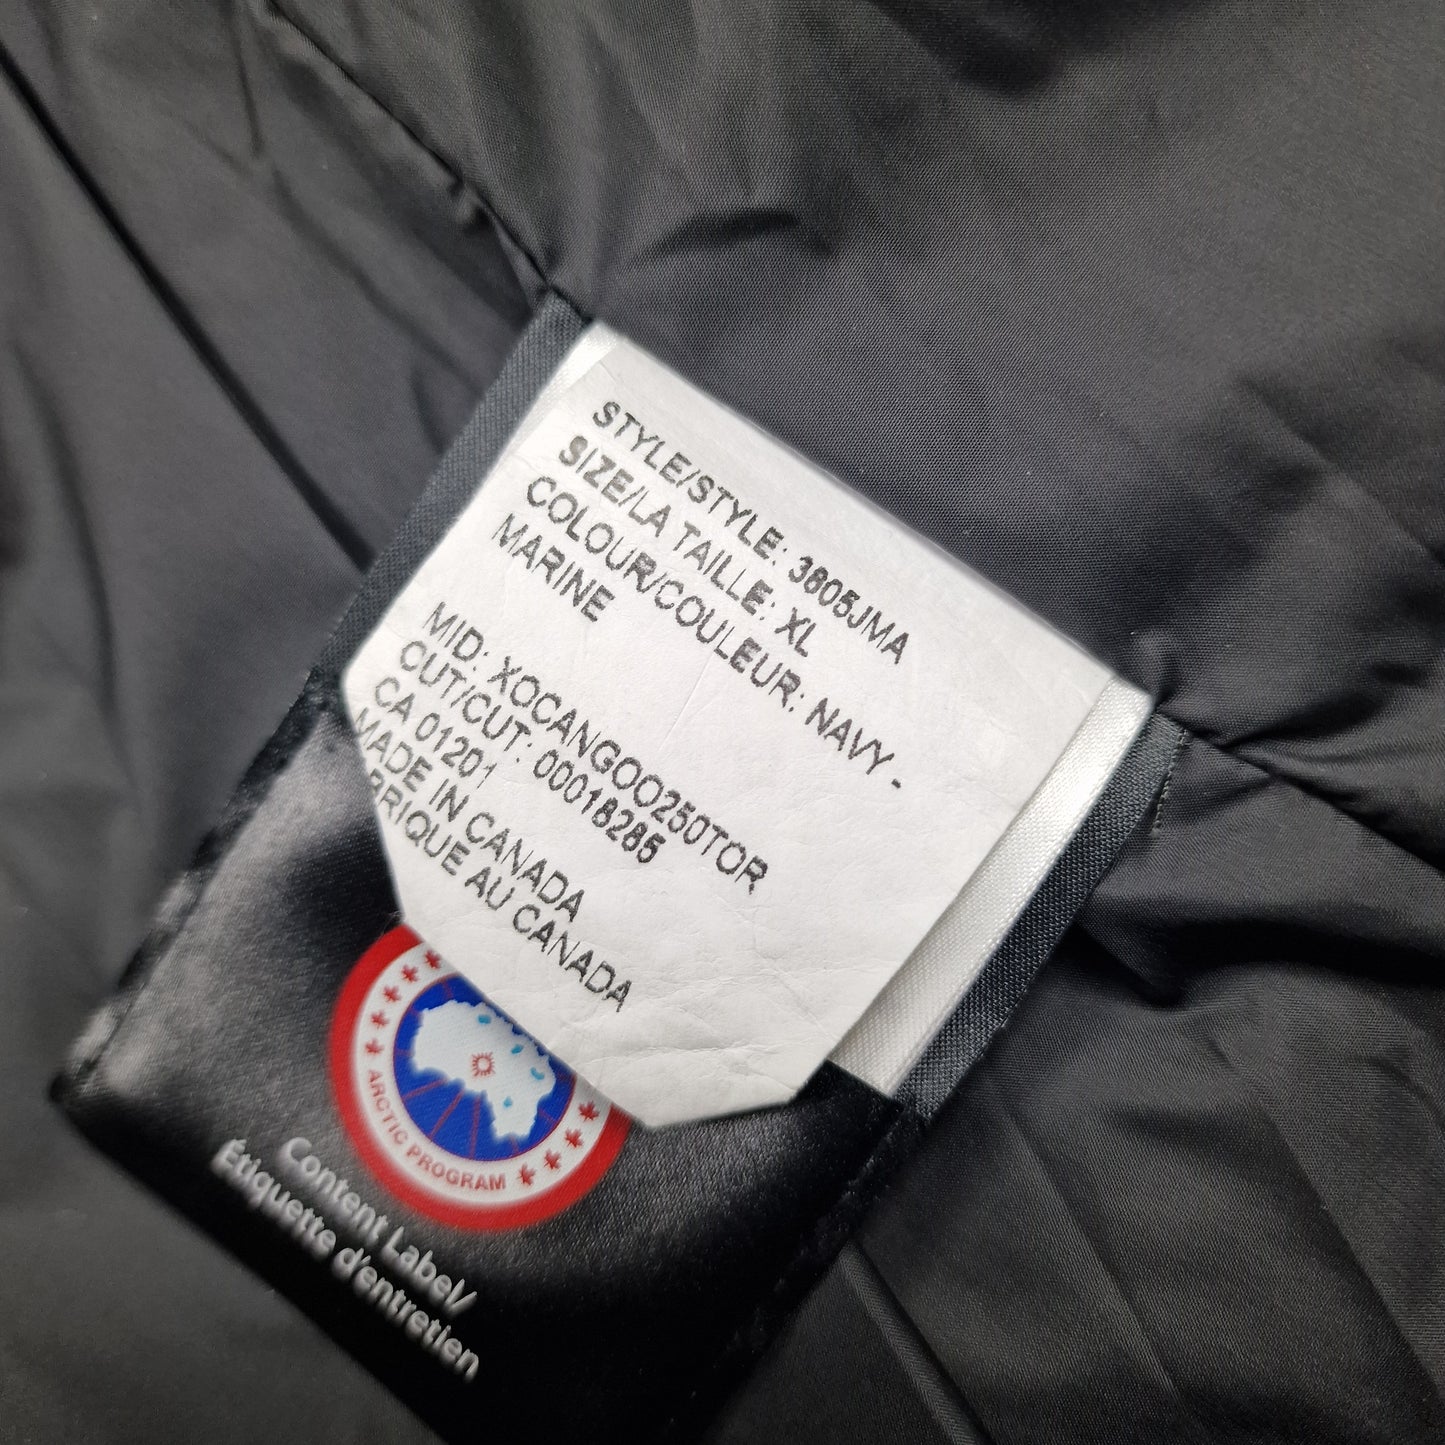 STYLE/STYLE: 3805JMA
SIZE/LA TAILLE: XL
COLOUR/COULEUR: NAVY -
MARINE
MID: XOCANGOO250TOR
CUT/CUT: 00018285
CA 01201
MADE IN CANADA
BRIQUE AU CANADA
ARCTIC PROGRAM
Content Label/
Étiquette d'entretien